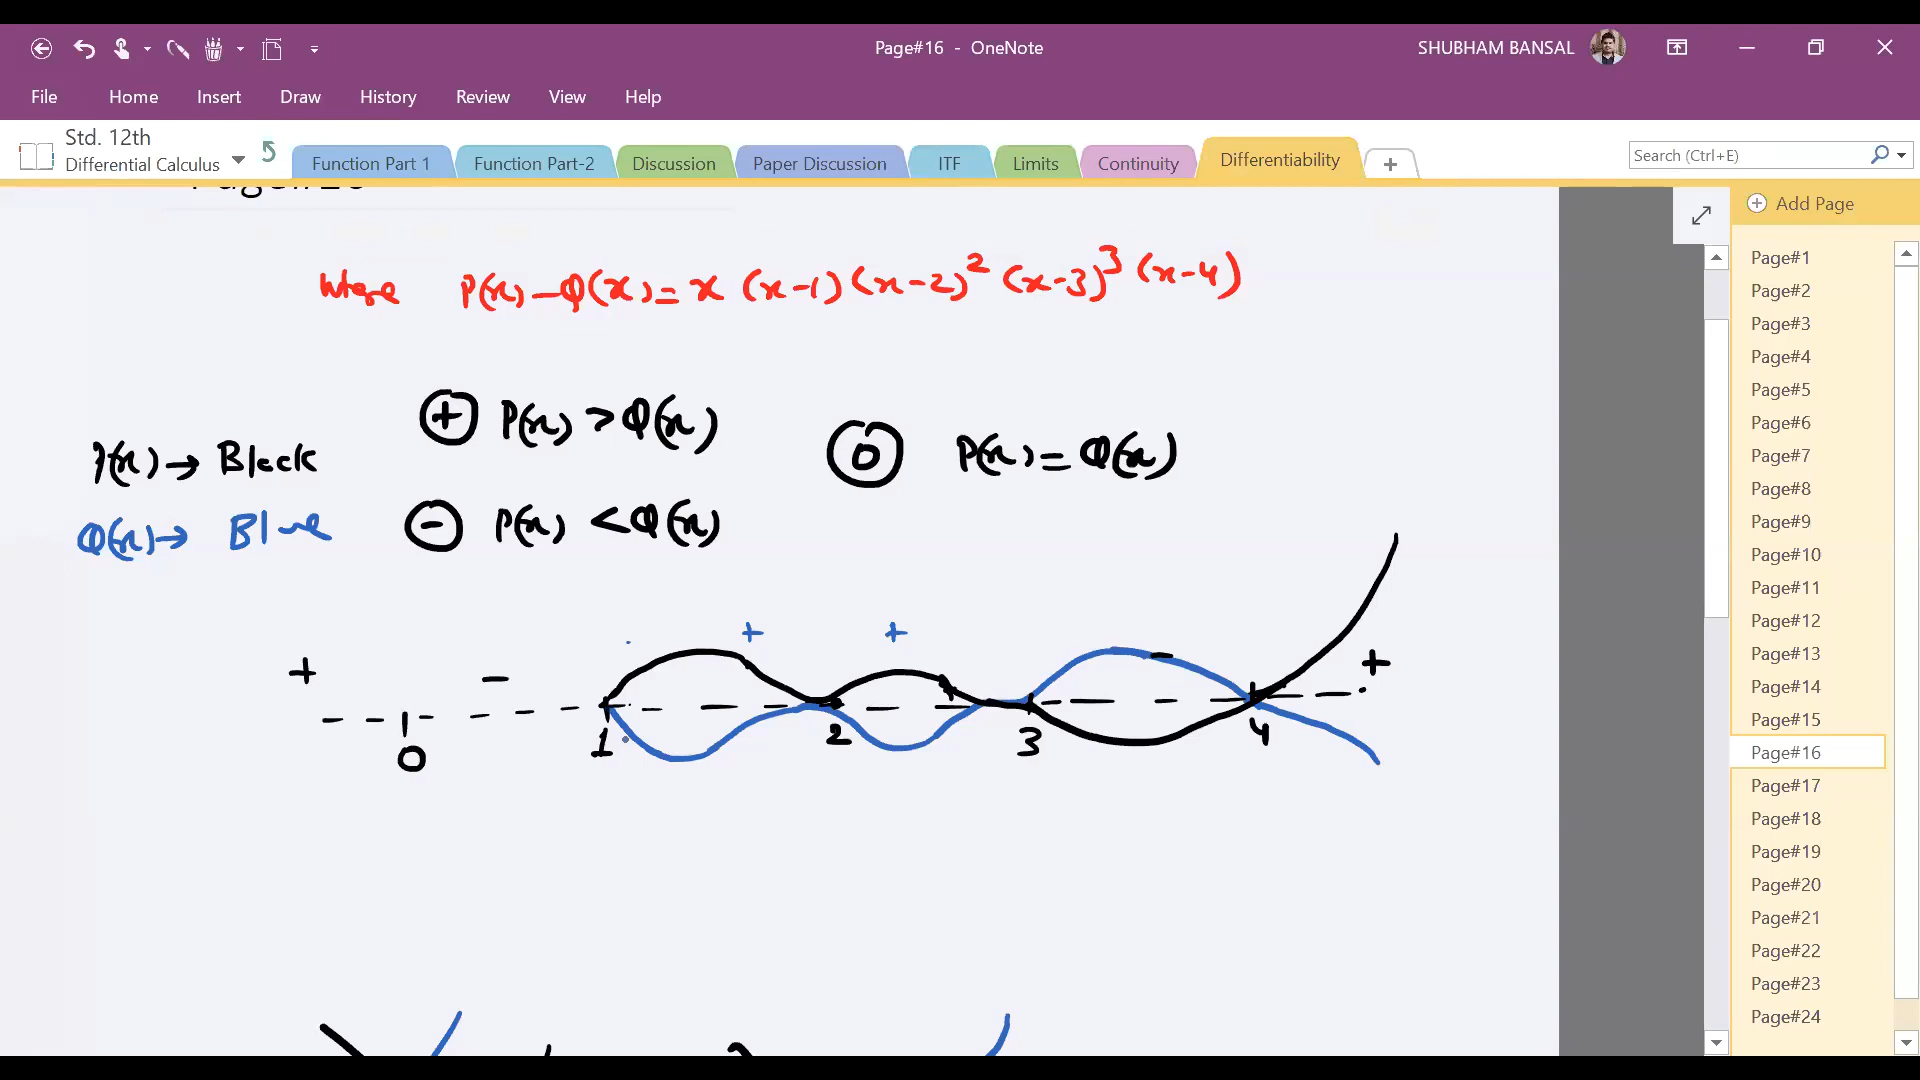 Page#16 - OneNote
SHUBHAM BANSAL
File Home Insert Draw History Review View Help
Std. 12th
Differential Calculus
Function Part 1 Function Part-2 Discussion Paper Discussion ITF Limits Continuity Differentiability
Search (Ctrl+E)
Add Page
where P(x) - Q(x) = x (x-1) (x-2)² (x-3)³ (x-4)
+ P(x) > Q(x)
0 P(x) = Q(x)
P(x) → Black
Q(x) → Blue
- P(x) < Q(x)
+ - + + - +
0 1 2 3 4
Page#1
Page#2
Page#3
Page#4
Page#5
Page#6
Page#7
Page#8
Page#9
Page#10
Page#11
Page#12
Page#13
Page#14
Page#15
Page#16
Page#17
Page#18
Page#19
Page#20
Page#21
Page#22
Page#23
Page#24